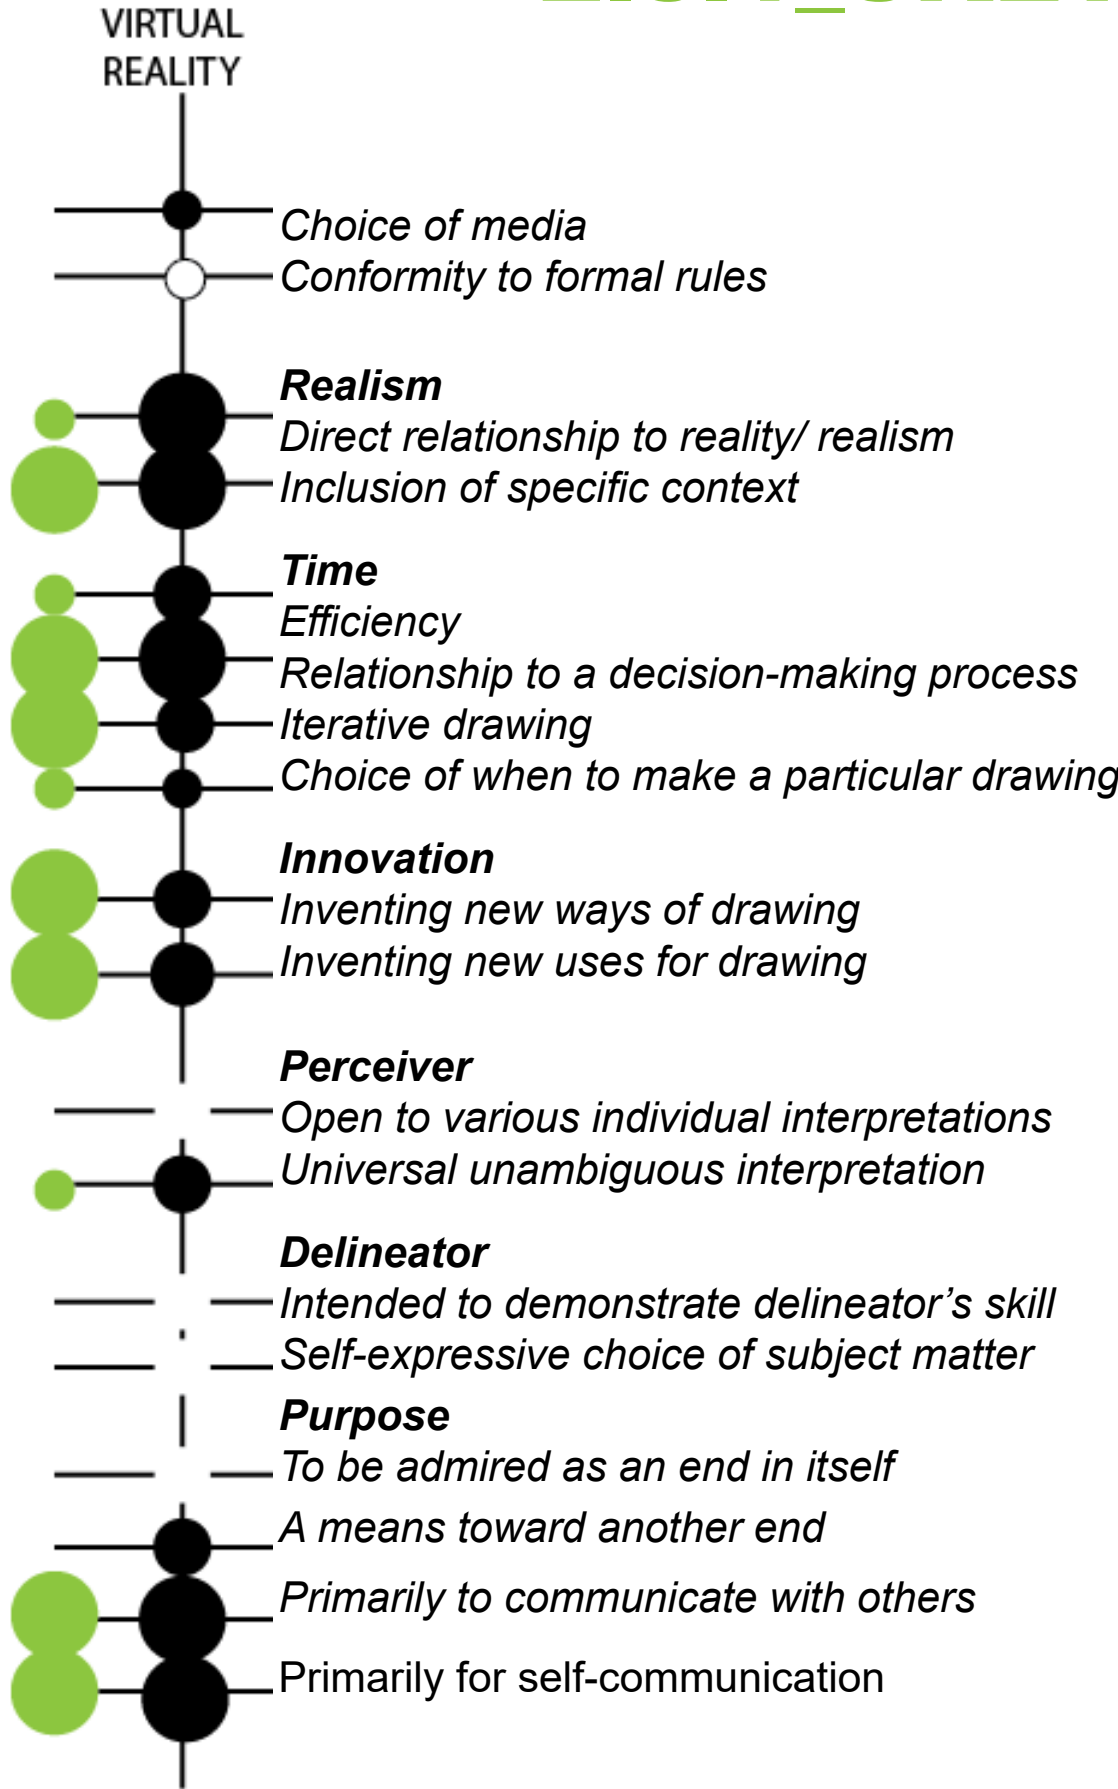 VIRTUAL
REALITY
Choice of media
Conformity to formal rules
Realism
Direct relationship to reality/ realism
Inclusion of specific context
Time
Efficiency
Relationship to a decision-making process
Iterative drawing
Choice of when to make a particular drawing
Innovation
Inventing new ways of drawing
Inventing new uses for drawing
Perceiver
Open to various individual interpretations
Universal unambiguous interpretation
Delineator
Intended to demonstrate delineator’s skill
Self-expressive choice of subject matter
Purpose
To be admired as an end in itself
A means toward another end
Primarily to communicate with others
Primarily for self-communication